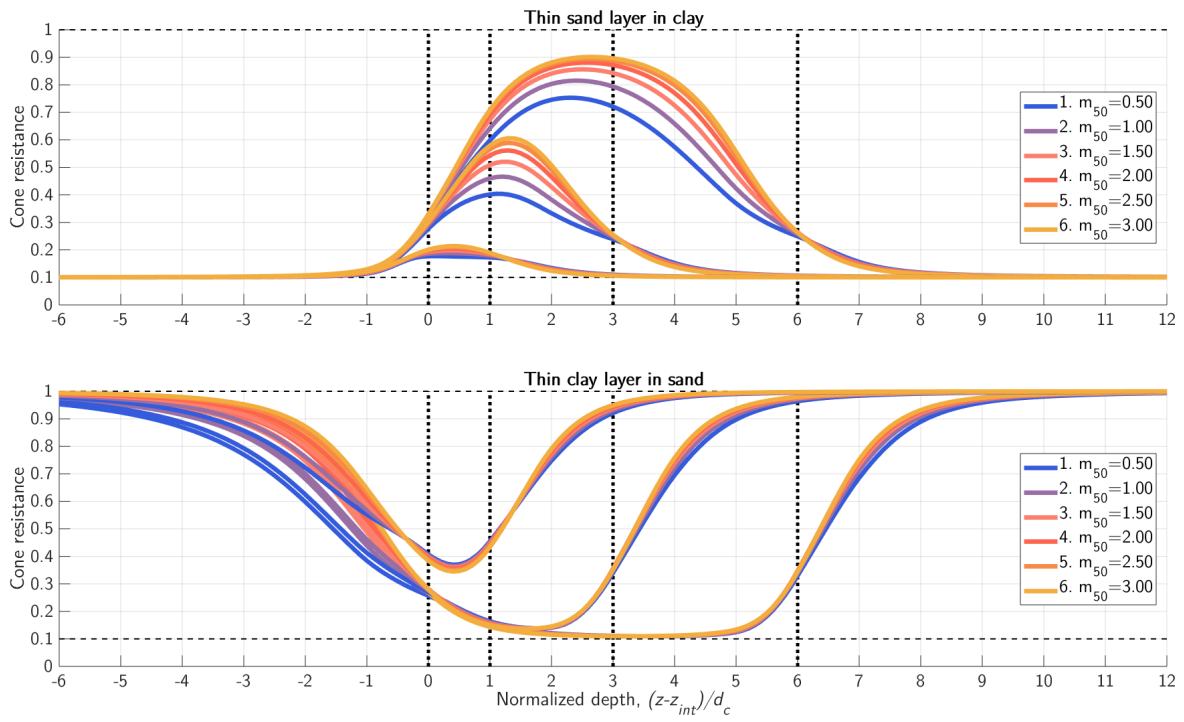 Thin sand layer in clay
Cone resistance
1
0.9
0.8
0.7
0.6
0.5
0.4
0.3
0.2
0.1
0
-6 -5 -4 -3 -2 -1 0 1 2 3 4 5 6 7 8 9 10 11 12
1. m50=0.50
2. m50=1.00
3. m50=1.50
4. m50=2.00
5. m50=2.50
6. m50=3.00
Thin clay layer in sand
Cone resistance
1
0.9
0.8
0.7
0.6
0.5
0.4
0.3
0.2
0.1
0
-6 -5 -4 -3 -2 -1 0 1 2 3 4 5 6 7 8 9 10 11 12
1. m50=0.50
2. m50=1.00
3. m50=1.50
4. m50=2.00
5. m50=2.50
6. m50=3.00
Normalized depth, (z-zint)/dc